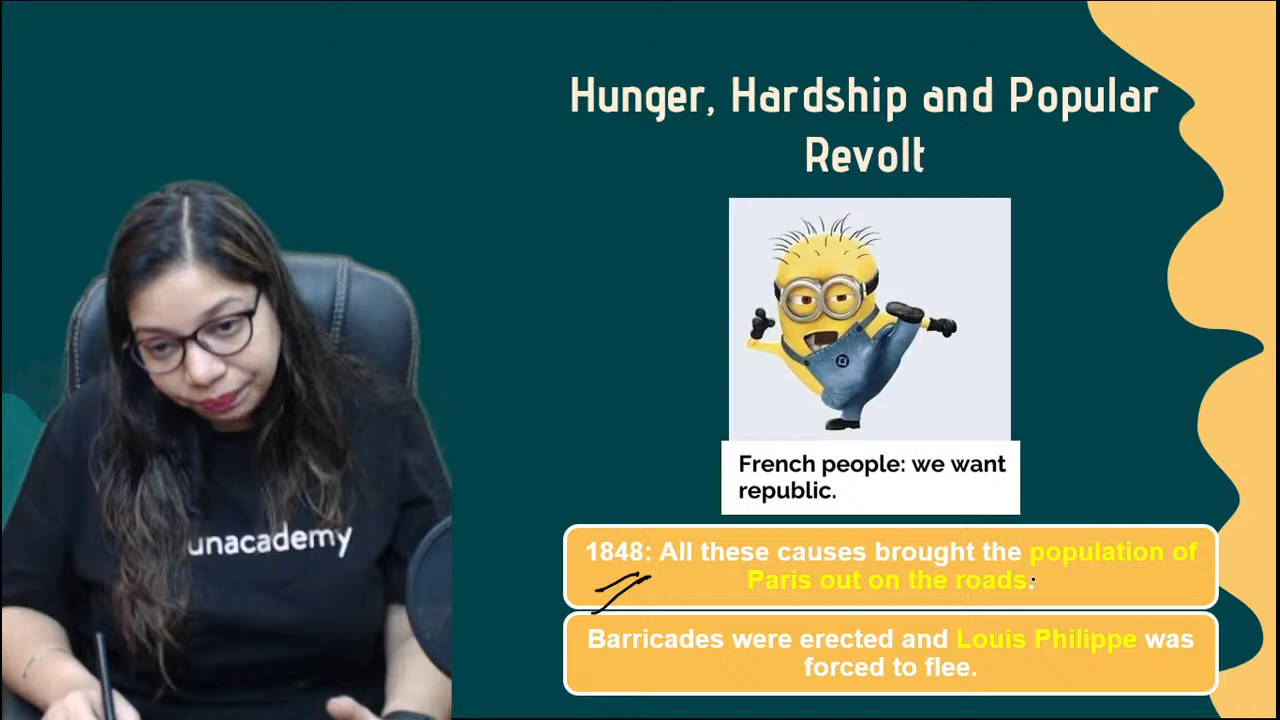 Hunger, Hardship and Popular
Revolt
French people: we want
republic.
unacademy
1848: All these causes brought the population of
Paris out on the roads.
Barricades were erected and Louis Philippe was
forced to flee.